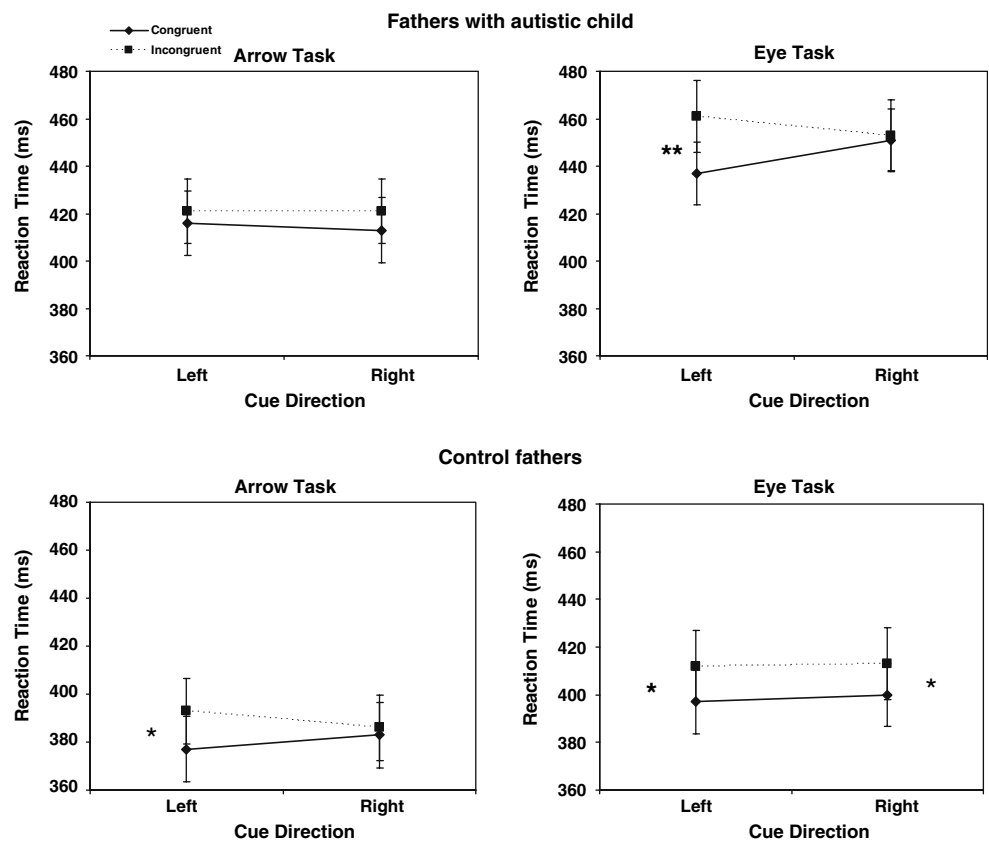 Fathers with autistic child
Congruent
Incongruent
Arrow Task
Eye Task
480
460
440
420
400
380
360
Reaction Time (ms)
Left Right
Cue Direction
480
460
440
420
400
380
360
Reaction Time (ms)
**
Left Right
Cue Direction
Control fathers
Arrow Task
Eye Task
480
460
440
420
400
380
360
Reaction Time (ms)
*
Left Right
Cue Direction
480
460
440
420
400
380
360
Reaction Time (ms)
* *
Left Right
Cue Direction